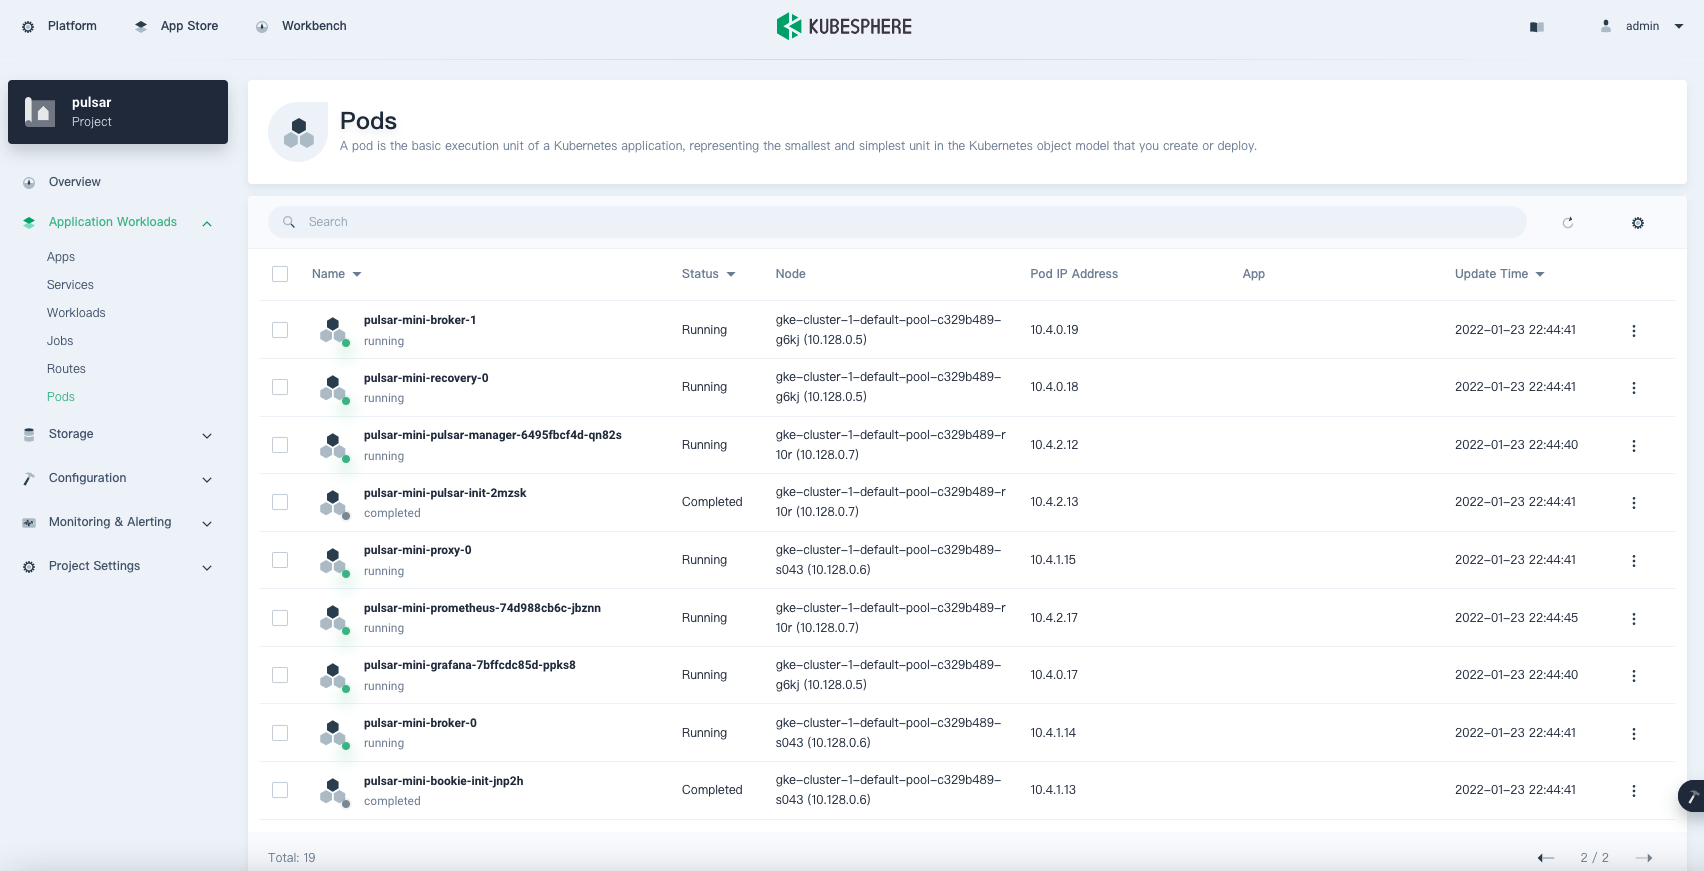 Platform
App Store
Workbench
KUBESPHERE
admin
pulsar
Project
Overview
Application Workloads
Apps
Services
Workloads
Jobs
Routes
Pods
Storage
Configuration
Monitoring & Alerting
Project Settings
Pods
A pod is the basic execution unit of a Kubernetes application, representing the smallest and simplest unit in the Kubernetes object model that you create or deploy.
Search
Name Status Node Pod IP Address App Update Time
pulsar-mini-broker-1
running
Running
gke-cluster-1-default-pool-c329b489-
g6kj (10.128.0.5)
10.4.0.19
2022-01-23 22:44:41
pulsar-mini-recovery-0
running
Running
gke-cluster-1-default-pool-c329b489-
g6kj (10.128.0.5)
10.4.0.18
2022-01-23 22:44:41
pulsar-mini-pulsar-manager-6495fbcf4d-qn82s
running
Running
gke-cluster-1-default-pool-c329b489-r
10r (10.128.0.7)
10.4.2.12
2022-01-23 22:44:40
pulsar-mini-pulsar-init-2mzsk
completed
Completed
gke-cluster-1-default-pool-c329b489-r
10r (10.128.0.7)
10.4.2.13
2022-01-23 22:44:41
pulsar-mini-proxy-0
running
Running
gke-cluster-1-default-pool-c329b489-
s043 (10.128.0.6)
10.4.1.15
2022-01-23 22:44:41
pulsar-mini-prometheus-74d988cb6c-jbznn
running
Running
gke-cluster-1-default-pool-c329b489-r
10r (10.128.0.7)
10.4.2.17
2022-01-23 22:44:45
pulsar-mini-grafana-7bffcdc85d-ppks8
running
Running
gke-cluster-1-default-pool-c329b489-
g6kj (10.128.0.5)
10.4.0.17
2022-01-23 22:44:40
pulsar-mini-broker-0
running
Running
gke-cluster-1-default-pool-c329b489-
s043 (10.128.0.6)
10.4.1.14
2022-01-23 22:44:41
pulsar-mini-bookie-init-jnp2h
completed
Completed
gke-cluster-1-default-pool-c329b489-
s043 (10.128.0.6)
10.4.1.13
2022-01-23 22:44:41
Total: 19
2 / 2